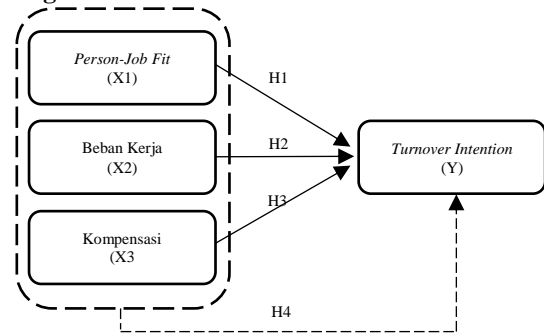 Person-Job Fit
(X1)
H1
Beban Kerja
(X2)
H2
Turnover Intention
(Y)
H3
Kompensasi
(X3
H4